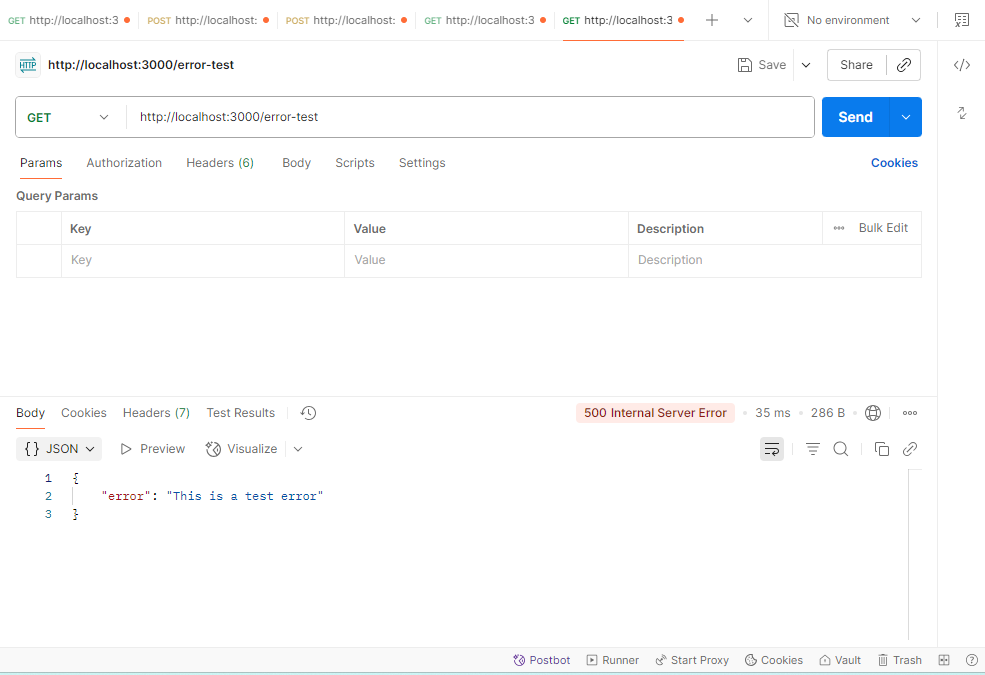 GET http://localhost:3 POST http://localhost: POST http://localhost: GET http://localhost:3 GET http://localhost:3 No environment
HTTP http://localhost:3000/error-test Save Share
GET http://localhost:3000/error-test Send
Params Authorization Headers (6) Body Scripts Settings Cookies
Query Params
Key Value Description Bulk Edit
Key Value Description
Body Cookies Headers (7) Test Results 500 Internal Server Error 35 ms 286 B
{} JSON Preview Visualize
1 {
2 "error": "This is a test error"
3 }
Postbot Runner Start Proxy Cookies Vault Trash